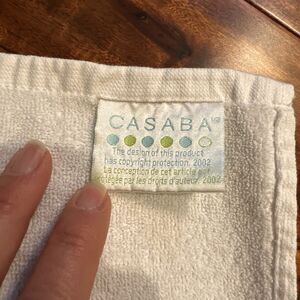 CASABA
The design of this product
has copyright protection. 2002
La conception de cet article est
protégée par les droits d'auteur. 2002